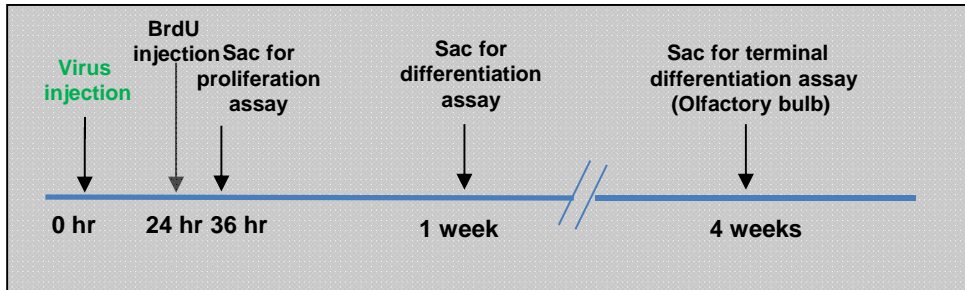 Virus
injection
BrdU
injection
Sac for
proliferation
assay
Sac for
differentiation
assay
Sac for terminal
differentiation assay
(Olfactory bulb)
0 hr
24 hr
36 hr
1 week
4 weeks